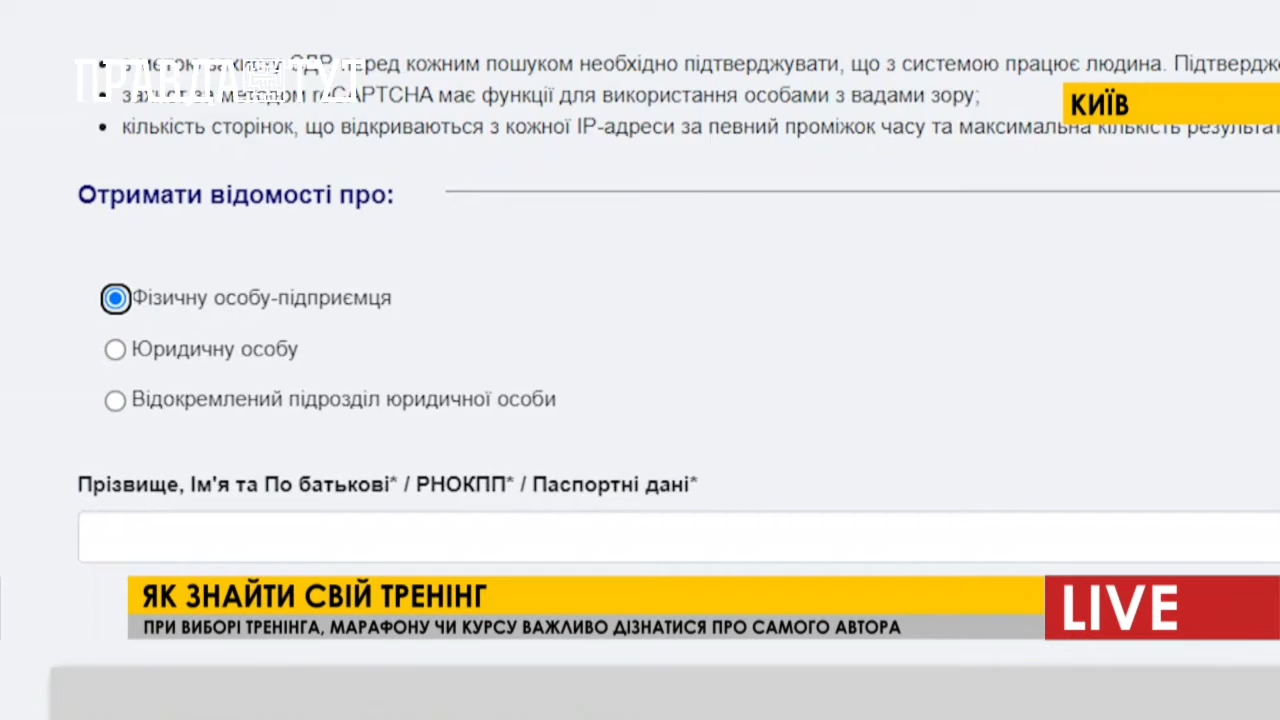 ПРАВДА ТУТ
перед кожним пошуком необхідно підтверджувати, що з системою працює людина.
reCAPTCHA має функції для використання особами з вадами зору;
КИЇВ
кількість сторінок, що відкриваються з кожної IP-адреси за певний проміжок часу та максимальна кількість
Отримати відомості про:
Фізичну особу-підприємця
Юридичну особу
Відокремлений підрозділ юридичної особи
Прізвище, Ім'я та По батькові* / РНОКПП* / Паспортні дані*
ЯК ЗНАЙТИ СВІЙ ТРЕНІНГ
LIVE
ПРИ ВИБОРІ ТРЕНІНГА, МАРАФОНУ ЧИ КУРСУ ВАЖЛИВО ДІЗНАТИСЯ ПРО САМОГО АВТОРА